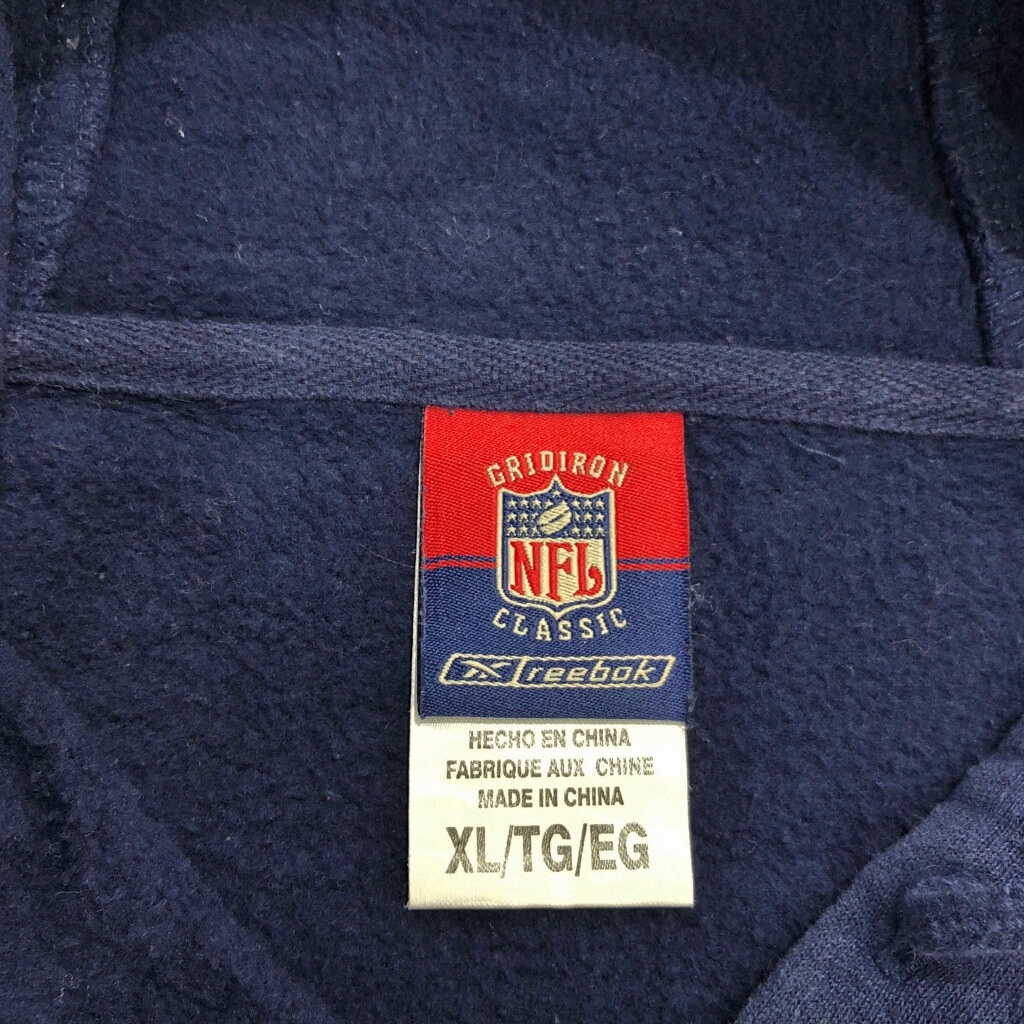 GRIDIRON
NFL
CLASSIC
reebok
HECHO EN CHINA
FABRIQUE AUX CHINE
MADE IN CHINA
XL/TG/EG